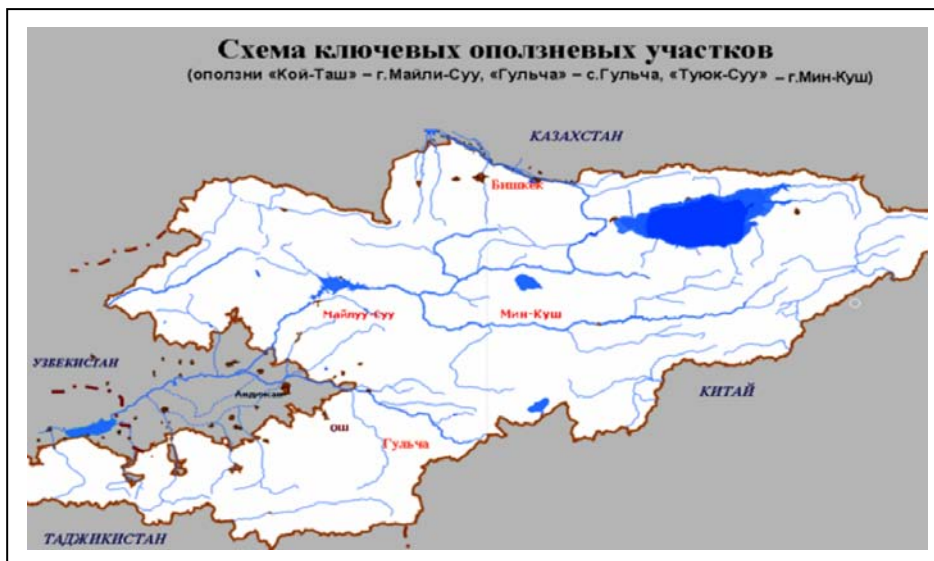 Схема ключевых оползневых участков
(оползни «Кой-Таш» – г.Майли-Суу, «Гульча» – с.Гульча, «Туюк-Суу» – г.Мин-Куш)
КАЗАХСТАН
Бишкек
Майлуу-Суу
Мин-Куш
УЗБЕКИСТАН
КИТАЙ
Андижан
ОШ
Гульча
ТАДЖИКИСТАН